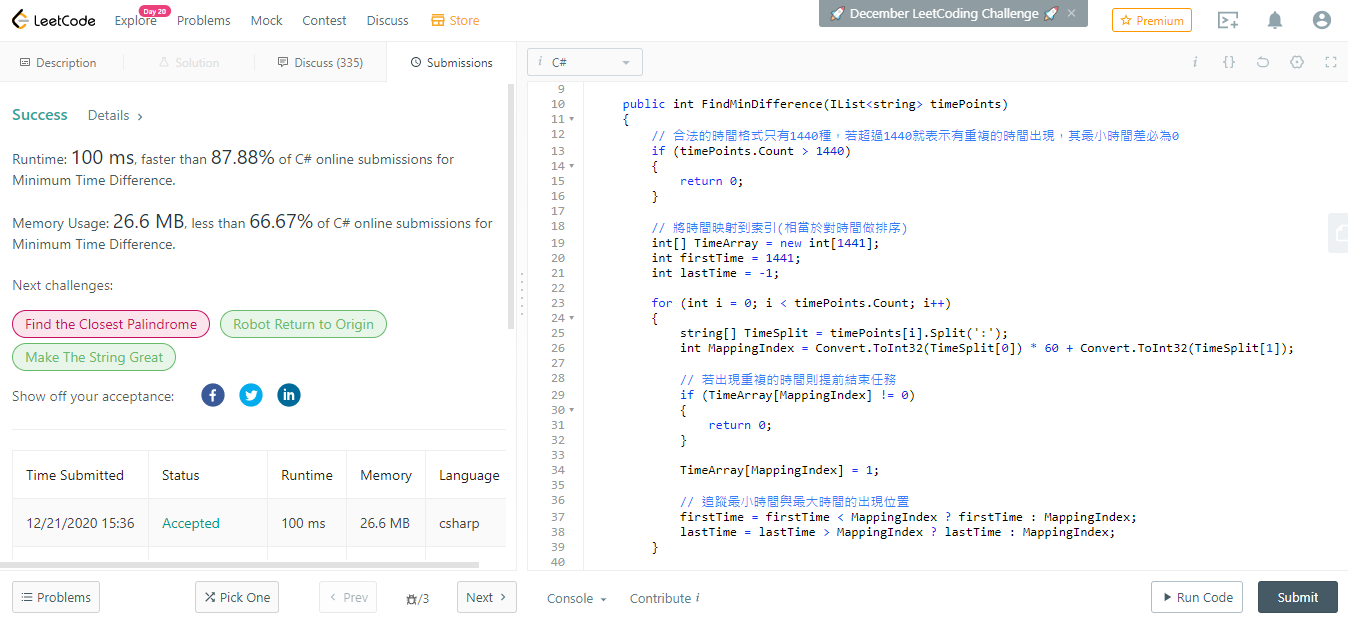 LeetCode
Explore
Day 20
Problems
Mock
Contest
Discuss
Store
🚀 December LeetCoding Challenge 🚀 ×
Premium
Description
Solution
Discuss (335)
Submissions
i C#
Success
Details
Runtime: 100 ms, faster than 87.88% of C# online submissions for
Minimum Time Difference.
Memory Usage: 26.6 MB, less than 66.67% of C# online submissions for
Minimum Time Difference.
Next challenges:
Find the Closest Palindrome
Robot Return to Origin
Make The String Great
Show off your acceptance:
Time Submitted Status Runtime Memory Language
12/21/2020 15:36 Accepted 100 ms 26.6 MB csharp
9
10 public int FindMinDifference(IList<string> timePoints)
11 {
12 // 合法的時間格式只有1440種，若超過1440就表示有重複的時間出現，其最小時間差必為0
13 if (timePoints.Count > 1440)
14 {
15 return 0;
16 }
17
18 // 將時間映射到索引(相當於對時間做排序)
19 int[] TimeArray = new int[1441];
20 int firstTime = 1441;
21 int lastTime = -1;
22
23 for (int i = 0; i < timePoints.Count; i++)
24 {
25 string[] TimeSplit = timePoints[i].Split(':');
26 int MappingIndex = Convert.ToInt32(TimeSplit[0]) * 60 + Convert.ToInt32(TimeSplit[1]);
27
28 // 若出現重複的時間則提前結束任務
29 if (TimeArray[MappingIndex] != 0)
30 {
31 return 0;
32 }
33
34 TimeArray[MappingIndex] = 1;
35
36 // 追蹤最小時間與最大時間的出現位置
37 firstTime = firstTime < MappingIndex ? firstTime : MappingIndex;
38 lastTime = lastTime > MappingIndex ? lastTime : MappingIndex;
39 }
40
Problems
Pick One
Prev
/3
Next
Console
Contribute i
Run Code
Submit